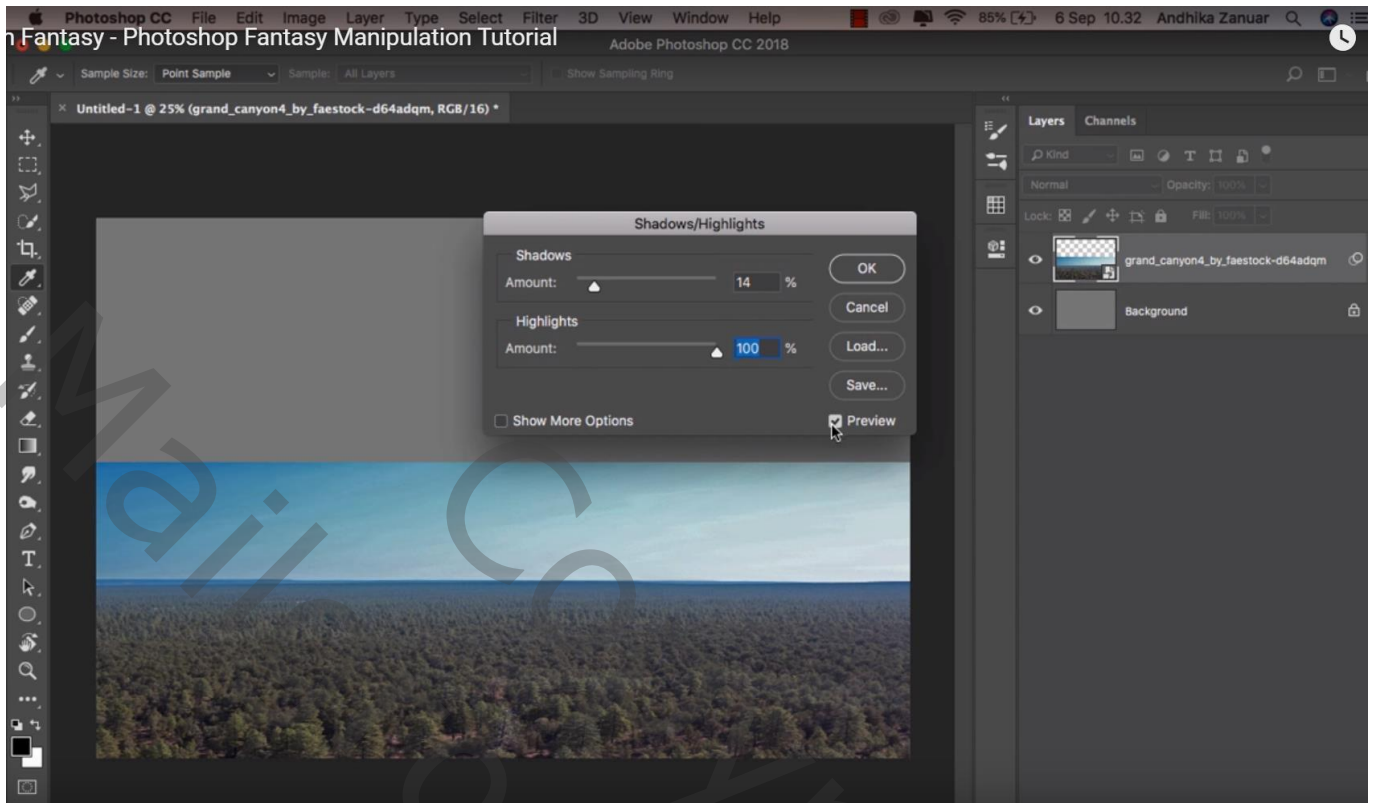 Photoshop CC File Edit Image Layer Type Select Filter 3D View Window Help 85% 6 Sep 10.32 Andhika Zanuar
Fantasy - Photoshop Fantasy Manipulation Tutorial
Adobe Photoshop CC 2018
Sample Size: Point Sample Sample: All Layers Show Sampling Ring
Untitled-1 @ 25% (grand_canyon4_by_faestock-d64adqm, RGB/16) *
Layers Channels
Kind
Normal Opacity: 100%
Lock: Fill: 100%
grand_canyon4_by_faestock-d64adqm
Background
Shadows/Highlights
Shadows
Amount: 14 %
Highlights
Amount: 100 %
OK
Cancel
Load...
Save...
Show More Options
Preview